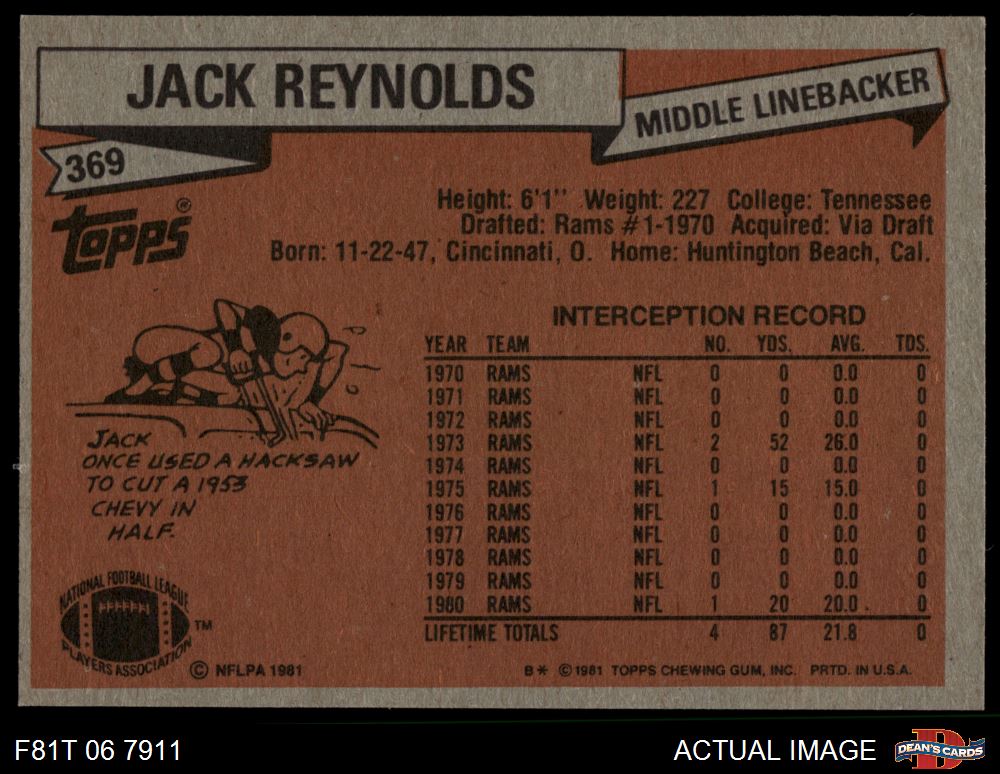 JACK REYNOLDS
MIDDLE LINEBACKER
369
TOPPS®
Height: 6'1'' Weight: 227 College: Tennessee
Drafted: Rams #1-1970 Acquired: Via Draft
Born: 11-22-47, Cincinnati, O. Home: Huntington Beach, Cal.
JACK
ONCE USED A HACKSAW
TO CUT A 1953
CHEVY IN
HALF.
INTERCEPTION RECORD
YEAR TEAM NO. YDS. AVG. TDS.
1970 RAMS NFL 0 0 0.0 0
1971 RAMS NFL 0 0 0.0 0
1972 RAMS NFL 0 0 0.0 0
1973 RAMS NFL 2 52 26.0 0
1974 RAMS NFL 0 0 0.0 0
1975 RAMS NFL 1 15 15.0 0
1976 RAMS NFL 0 0 0.0 0
1977 RAMS NFL 0 0 0.0 0
1978 RAMS NFL 0 0 0.0 0
1979 RAMS NFL 0 0 0.0 0
1980 RAMS NFL 1 20 20.0 0
LIFETIME TOTALS 4 87 21.8 0
NATIONAL FOOTBALL LEAGUE
PLAYERS ASSOCIATION
TM
© NFLPA 1981
B* © 1981 TOPPS CHEWING GUM, INC. PRTD. IN U.S.A.
F81T 06 7911
ACTUAL IMAGE
D
DEAN'S CARDS